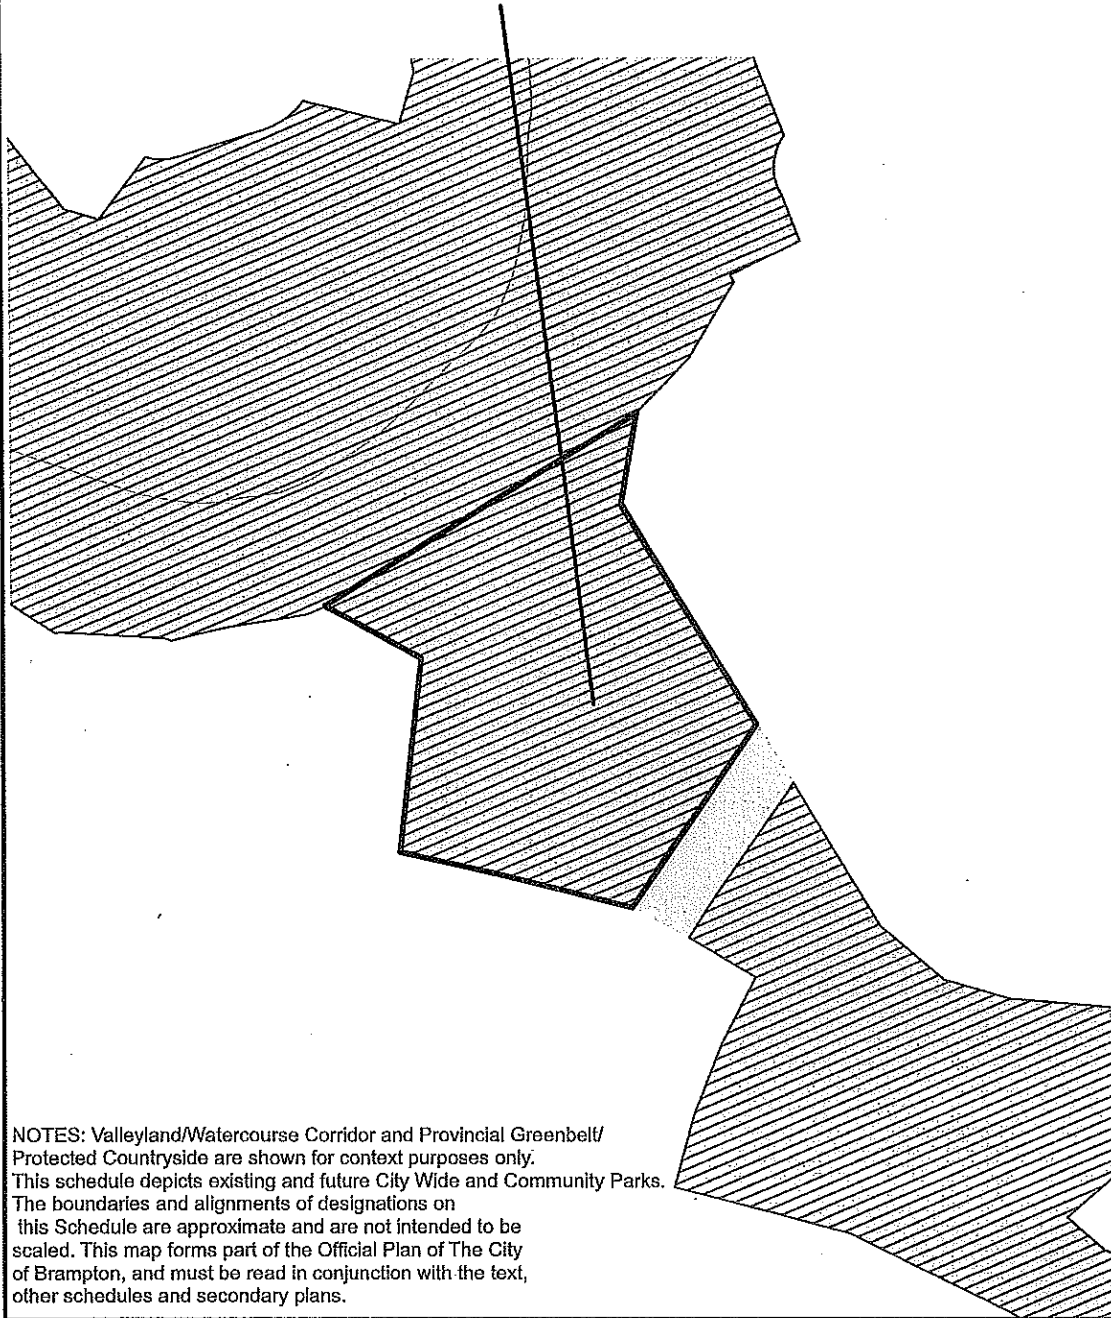 NOTES: Valleyland/Watercourse Corridor and Provincial Greenbelt/
Protected Countryside are shown for context purposes only.
This schedule depicts existing and future City Wide and Community Parks.
The boundaries and alignments of designations on
this Schedule are approximate and are not intended to be
scaled. This map forms part of the Official Plan of The City
of Brampton, and must be read in conjunction with the text,
other schedules and secondary plans.